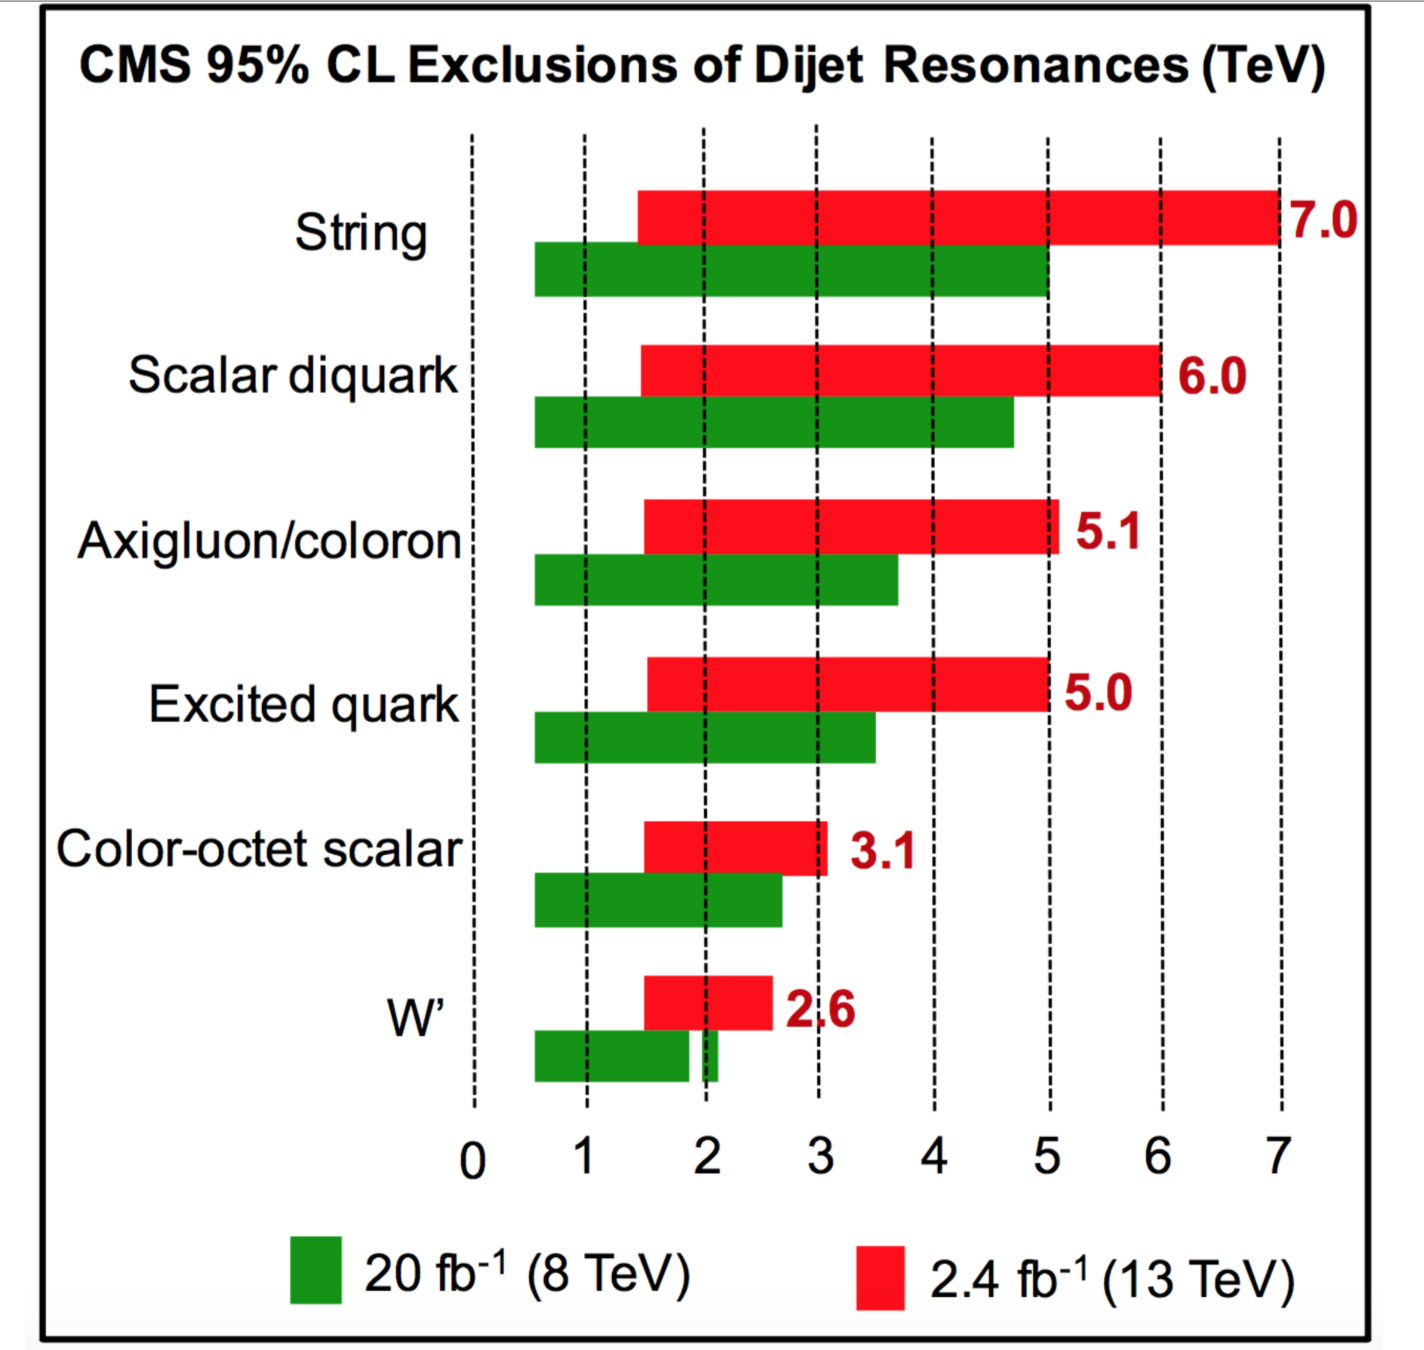 CMS 95% CL Exclusions of Dijet Resonances (TeV)
String 7.0
Scalar diquark 6.0
Axigluon/coloron 5.1
Excited quark 5.0
Color-octet scalar 3.1
W’ 2.6
0 1 2 3 4 5 6 7
20 fb⁻¹ (8 TeV) 2.4 fb⁻¹ (13 TeV)